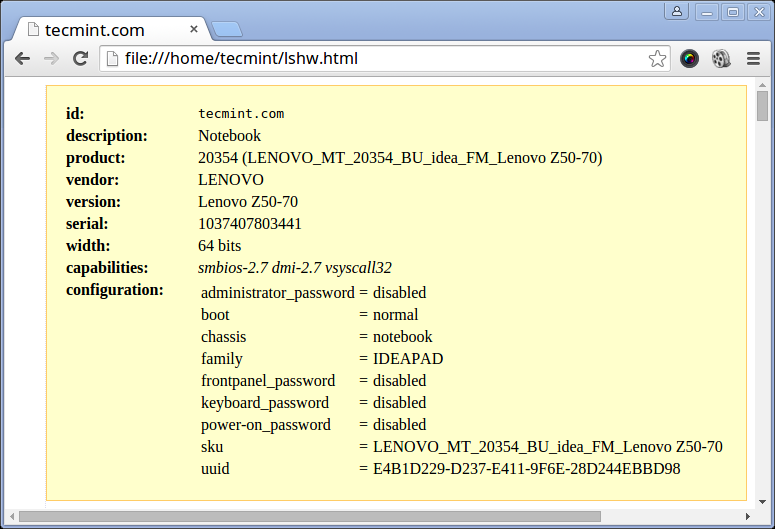 tecmint.com
file:///home/tecmint/lshw.html
id: tecmint.com
description: Notebook
product: 20354 (LENOVO_MT_20354_BU_idea_FM_Lenovo Z50-70)
vendor: LENOVO
version: Lenovo Z50-70
serial: 1037407803441
width: 64 bits
capabilities: smbios-2.7 dmi-2.7 vsyscall32
configuration: administrator_password = disabled
boot = normal
chassis = notebook
family = IDEAPAD
frontpanel_password = disabled
keyboard_password = disabled
power-on_password = disabled
sku = LENOVO_MT_20354_BU_idea_FM_Lenovo Z50-70
uuid = E4B1D229-D237-E411-9F6E-28D244EBBD98